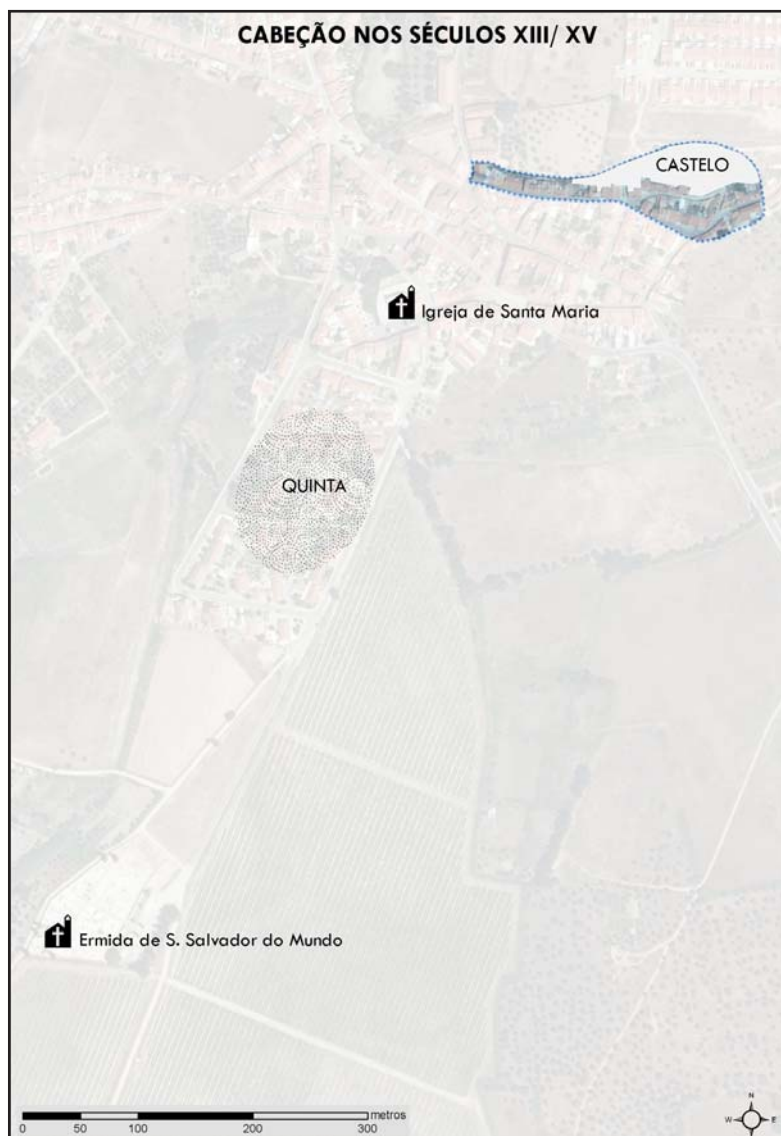 CABEÇÃO NOS SÉCULOS XIII/ XV
CASTELO
Igreja de Santa Maria
QUINTA
Ermida de S. Salvador do Mundo
metros
0 50 100 200 300
N
W E
S